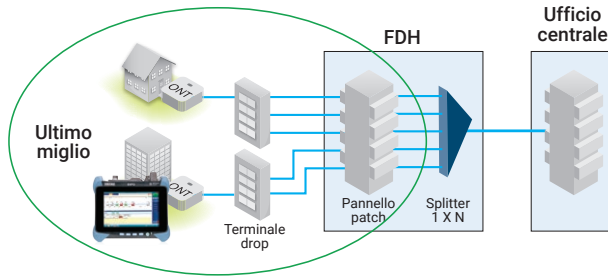 Ufficio
centrale
FDH
ONT
Ultimo
miglio
ONT
Terminale
drop
Pannello
patch
Splitter
1 X N